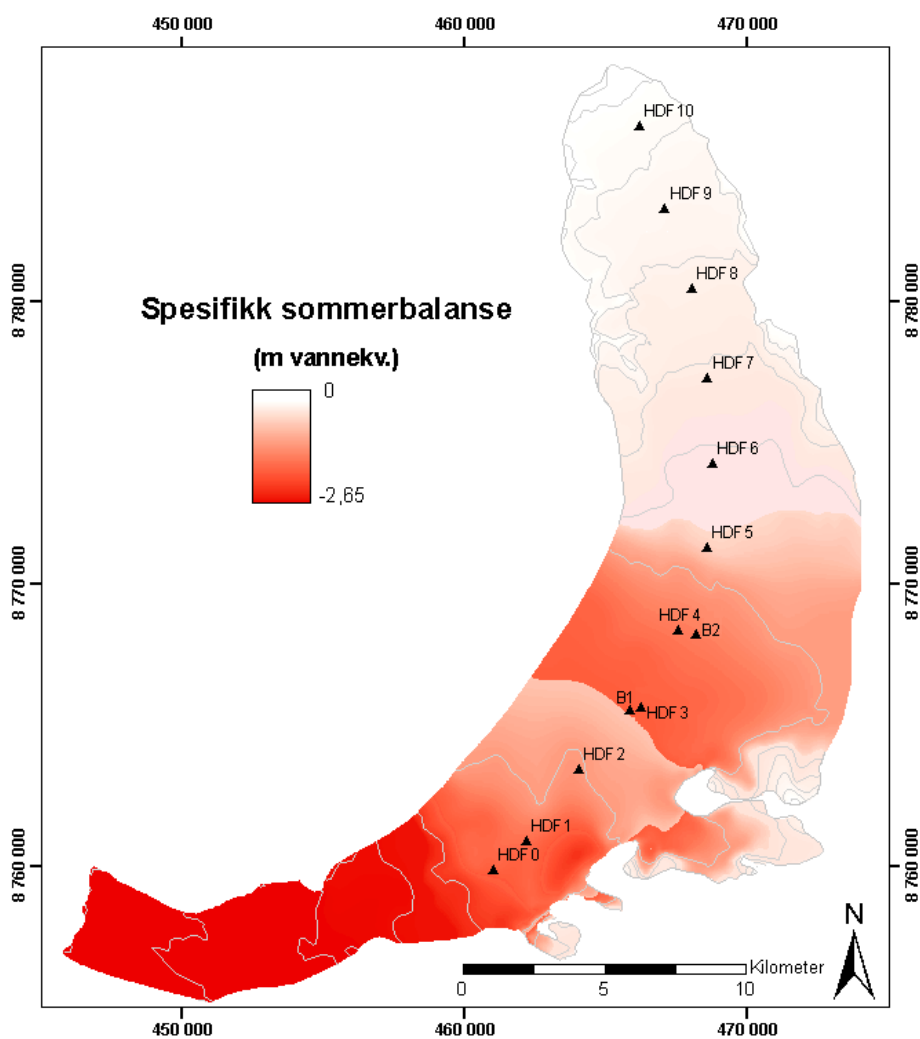 450 000
460 000
470 000
HDF 10
HDF 9
8 780 000
HDF 8
8 780 000
Spesifikk sommerbalanse
(m vannekv.)
0
-2,65
HDF 7
HDF 6
HDF 5
8 770 000
8 770 000
HDF 4
B2
B1
HDF 3
HDF 2
HDF 1
HDF 0
8 760 000
8 760 000
N
Kilometer
0
5
10
450 000
460 000
470 000